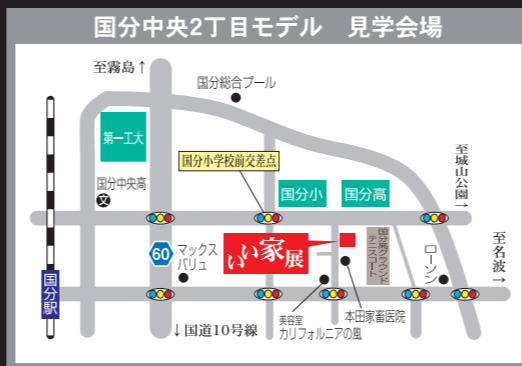 国分中央2丁目モデル　見学会場
至霧島↑
国分総合プール
第一工大
国分小学校前交差点
至城山公園→
国分中央高
文
国分小
国分高
60
マックス
バリュ
いい家展
国分高グラウンド
テニスコート
ローソン
至名波→
国分駅
美容室
カリフォルニアの風
本田家畜医院
↓国道10号線